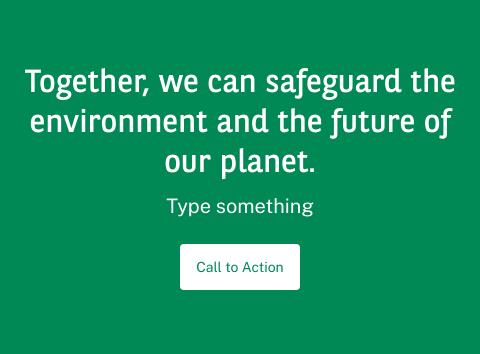 Together, we can safeguard the
environment and the future of
our planet.
Type something
Call to Action